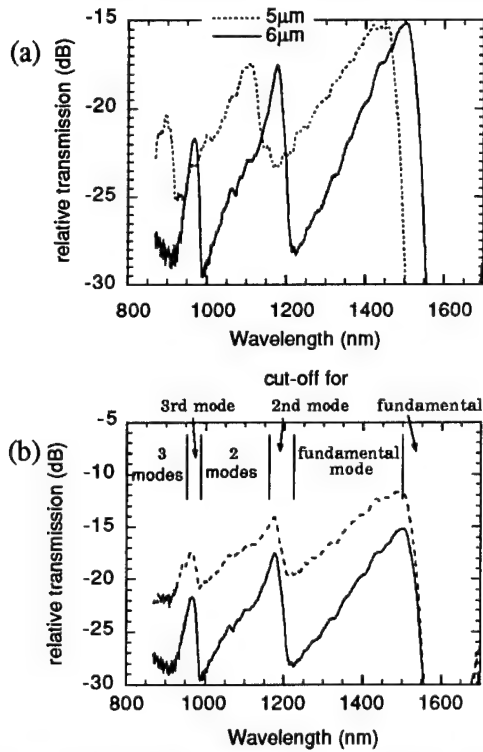 5μm
6μm
(a)
relative transmission (dB)
-15
-20
-25
-30
800 1000 1200 1400 1600
Wavelength (nm)
cut-off for
3rd mode 2nd mode fundamental
(b)
relative transmission (dB)
-5
-10
-15
-20
-25
-30
3 modes
2 modes
fundamental mode
800 1000 1200 1400 1600
Wavelength (nm)